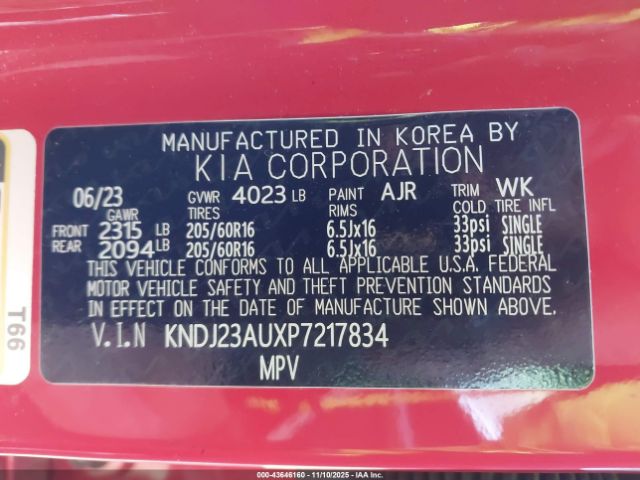 MANUFACTURED IN KOREA BY
KIA CORPORATION
06/23 GVWR 4023 LB PAINT AJR TRIM WK
GAWR TIRES RIMS COLD TIRE INFL
FRONT 2315 LB 205/60R16 6.5Jx16 33psi SINGLE
REAR 2094 LB 205/60R16 6.5Jx16 33psi SINGLE
THIS VEHICLE CONFORMS TO ALL APPLICABLE U.S.A. FEDERAL
MOTOR VEHICLE SAFETY AND THEFT PREVENTION STANDARDS
IN EFFECT ON THE DATE OF MANUFACTURE SHOWN ABOVE.
V.I.N KNDJ23AUXP7217834
MPV
T66
000-43646160 - 11/10/2025 - IAA Inc.